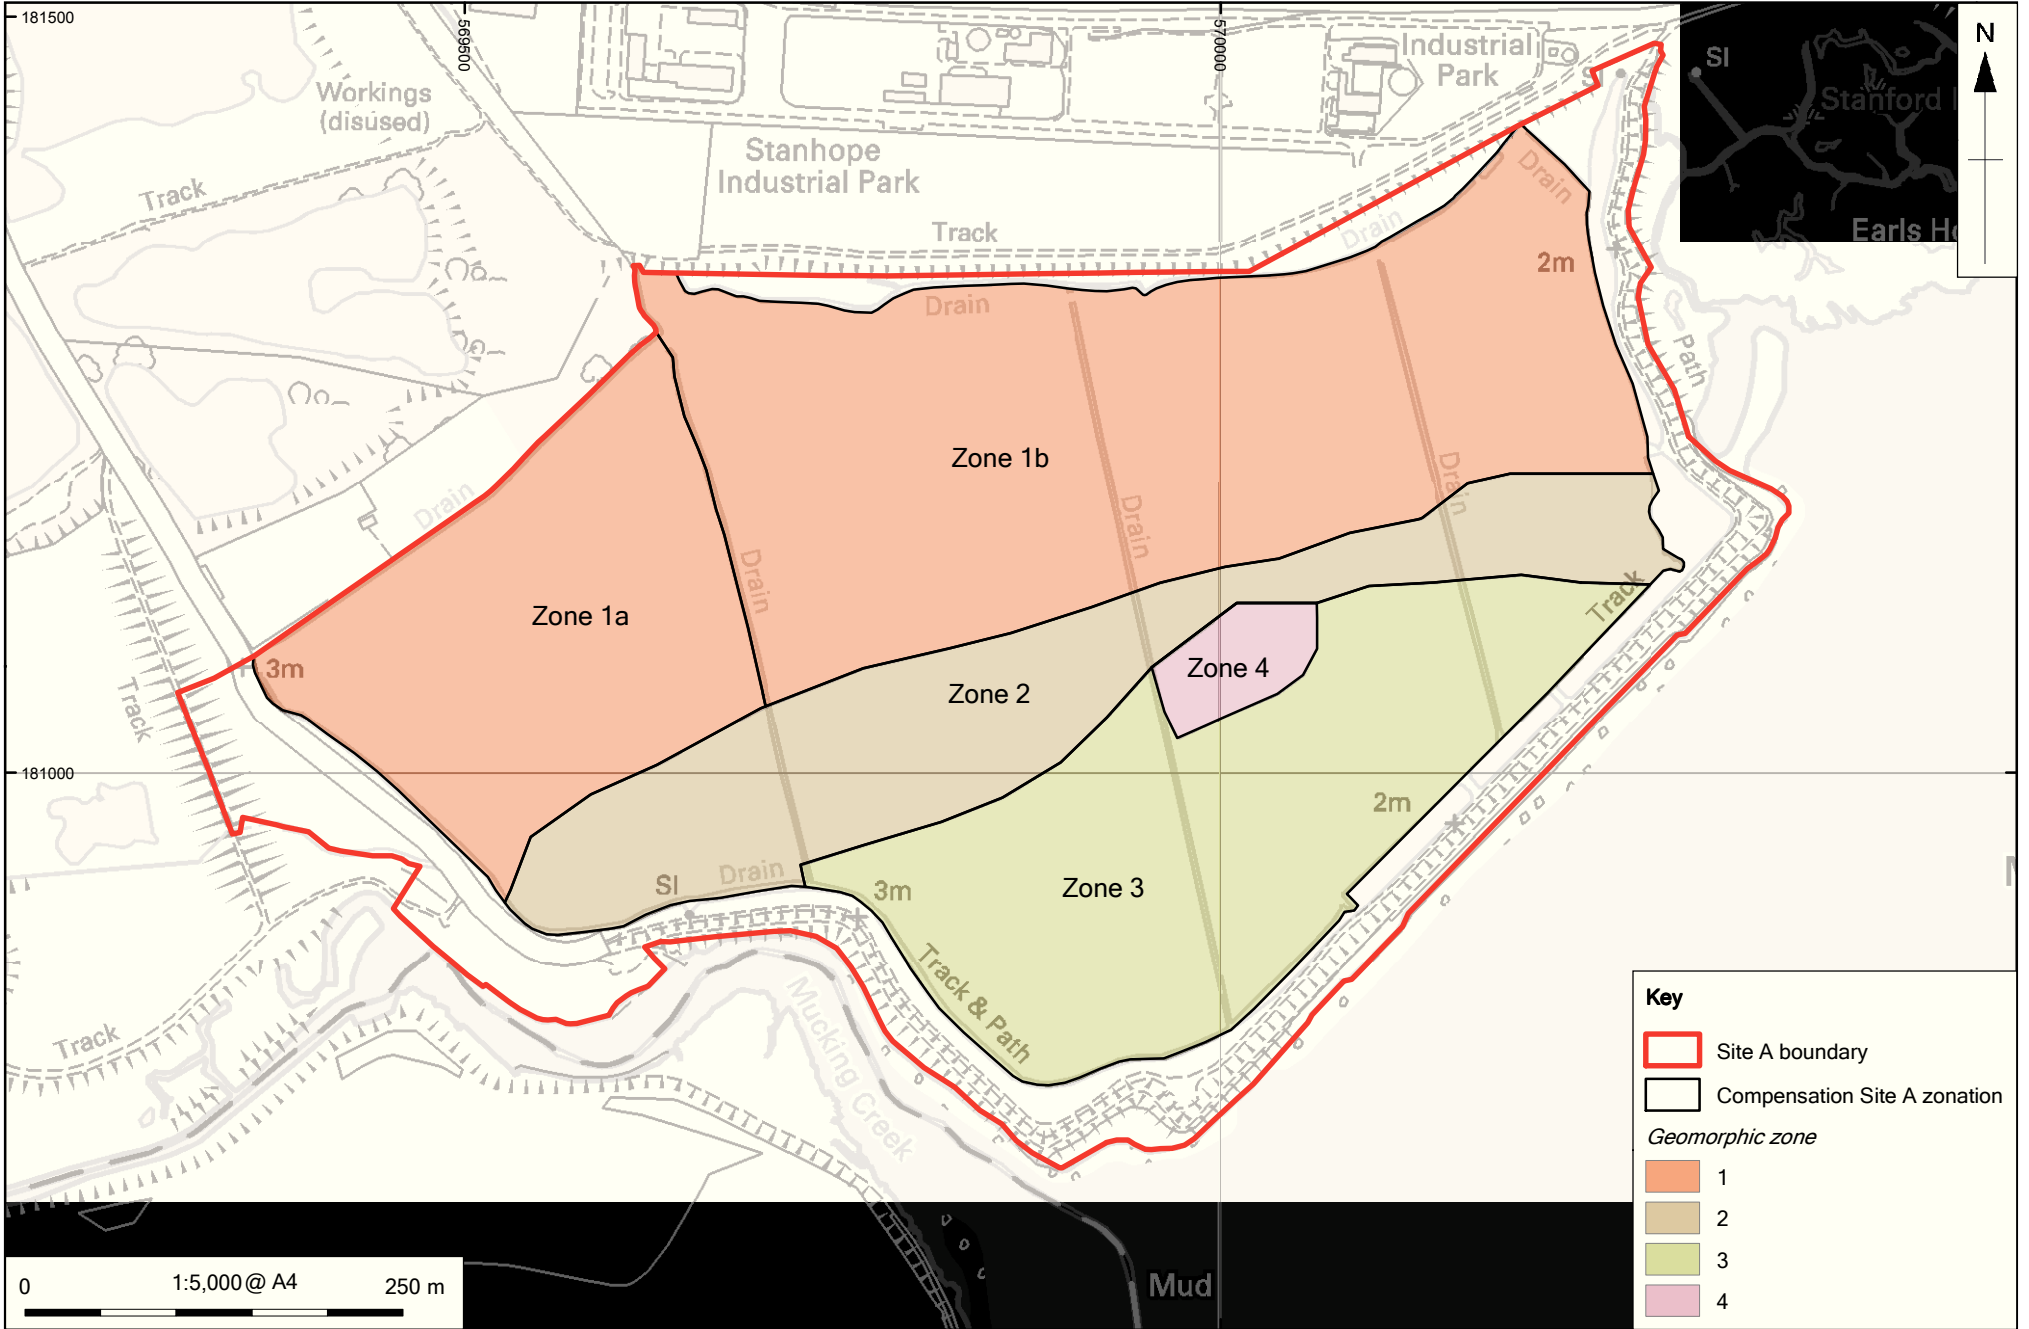 181500
569500
570000
Industrial
Park
SI
SI
Stanford
Earls
N
Workings
(disused)
Stanhope
Industrial Park
Track
Track
Drain
Drain
2m
Drain
Path
Zone 1b
Drain
Drain
Drain
Drain
Zone 1a
Track
3m
Zone 4
Zone 2
Track
181000
2m
SI
Drain
3m
Zone 3
Track & Path
Mucking Creek
Track
Mud
Key
Site A boundary
Compensation Site A zonation
Geomorphic zone
1
2
3
4
0
1:5,000 @ A4
250 m